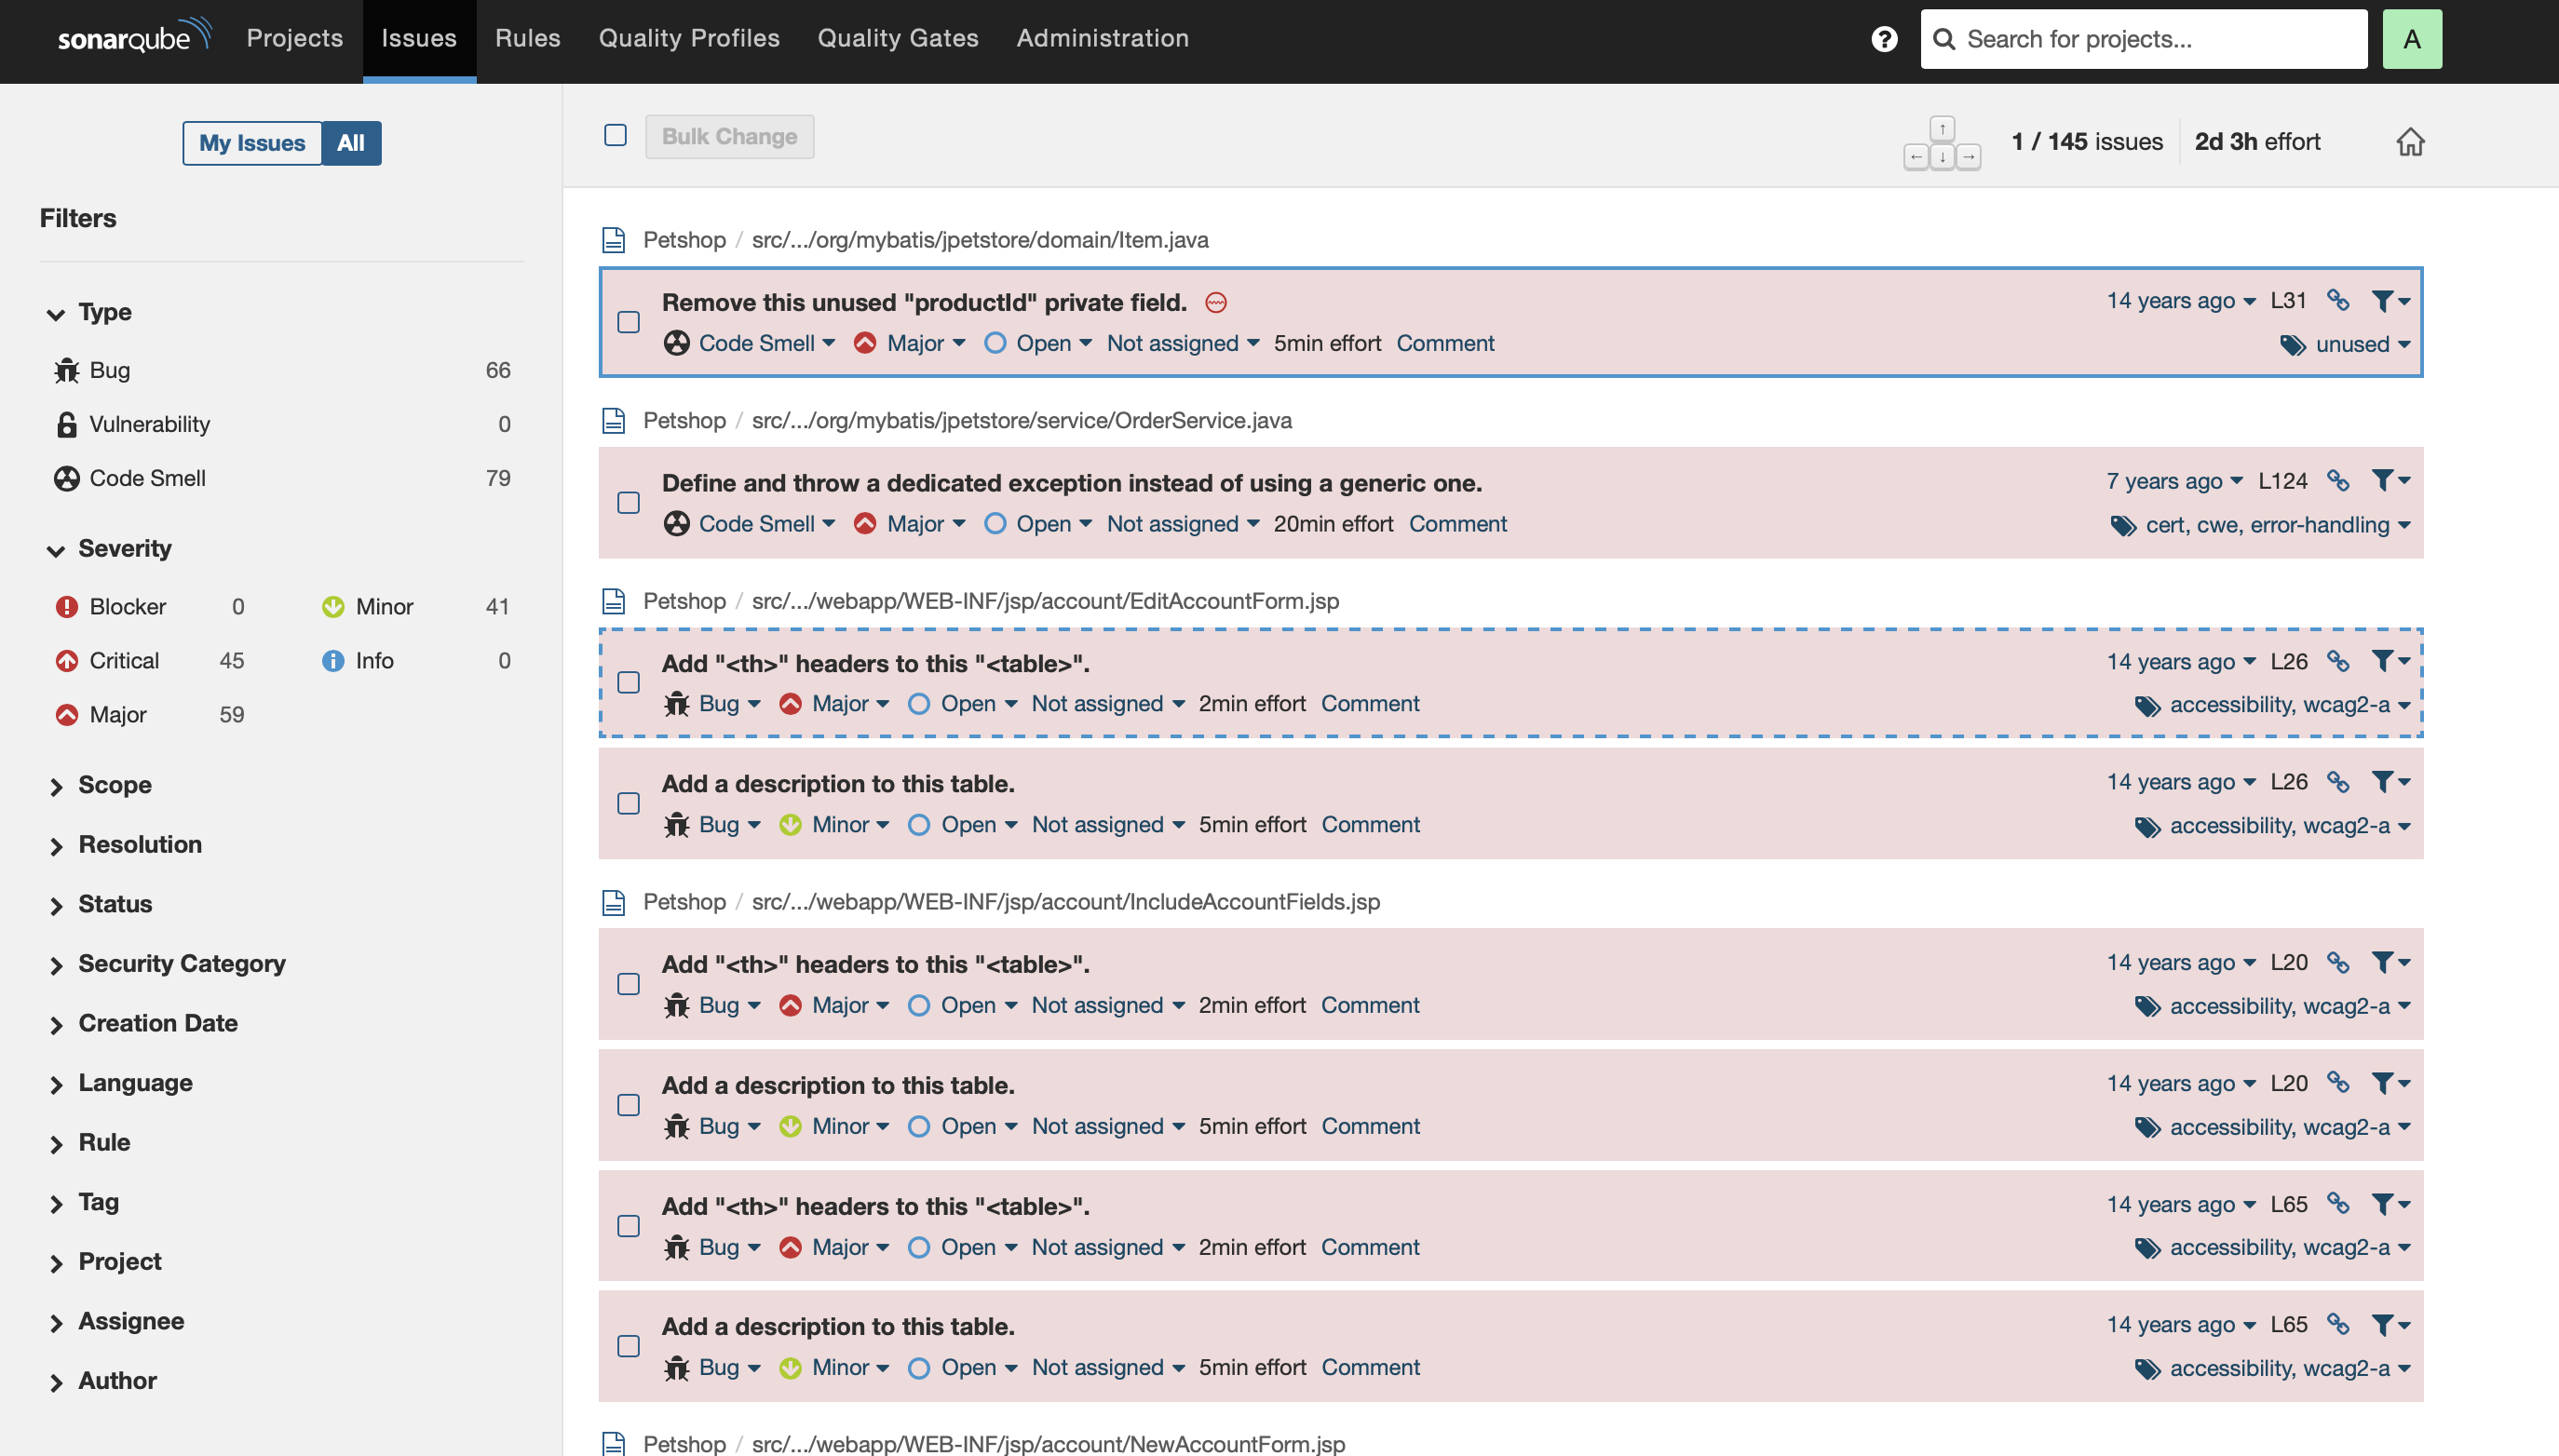 sonarqube Projects Issues Rules Quality Profiles Quality Gates Administration ? Search for projects... A
My Issues All
Filters
Type
Bug 66
Vulnerability 0
Code Smell 79
Severity
Blocker 0 Minor 41
Critical 45 Info 0
Major 59
Scope
Resolution
Status
Security Category
Creation Date
Language
Rule
Tag
Project
Assignee
Author
Bulk Change 1 / 145 issues 2d 3h effort
Petshop / src/.../org/mybatis/jpetstore/domain/Item.java
Remove this unused "productId" private field. 14 years ago L31
Code Smell Major Open Not assigned 5min effort Comment unused
Petshop / src/.../org/mybatis/jpetstore/service/OrderService.java
Define and throw a dedicated exception instead of using a generic one. 7 years ago L124
Code Smell Major Open Not assigned 20min effort Comment cert, cwe, error-handling
Petshop / src/.../webapp/WEB-INF/jsp/account/EditAccountForm.jsp
Add "<th>" headers to this "<table>". 14 years ago L26
Bug Major Open Not assigned 2min effort Comment accessibility, wcag2-a
Add a description to this table. 14 years ago L26
Bug Minor Open Not assigned 5min effort Comment accessibility, wcag2-a
Petshop / src/.../webapp/WEB-INF/jsp/account/IncludeAccountFields.jsp
Add "<th>" headers to this "<table>". 14 years ago L20
Bug Major Open Not assigned 2min effort Comment accessibility, wcag2-a
Add a description to this table. 14 years ago L20
Bug Minor Open Not assigned 5min effort Comment accessibility, wcag2-a
Add "<th>" headers to this "<table>". 14 years ago L65
Bug Major Open Not assigned 2min effort Comment accessibility, wcag2-a
Add a description to this table. 14 years ago L65
Bug Minor Open Not assigned 5min effort Comment accessibility, wcag2-a
Petshop / src/.../webapp/WEB-INF/jsp/account/NewAccountForm.jsp